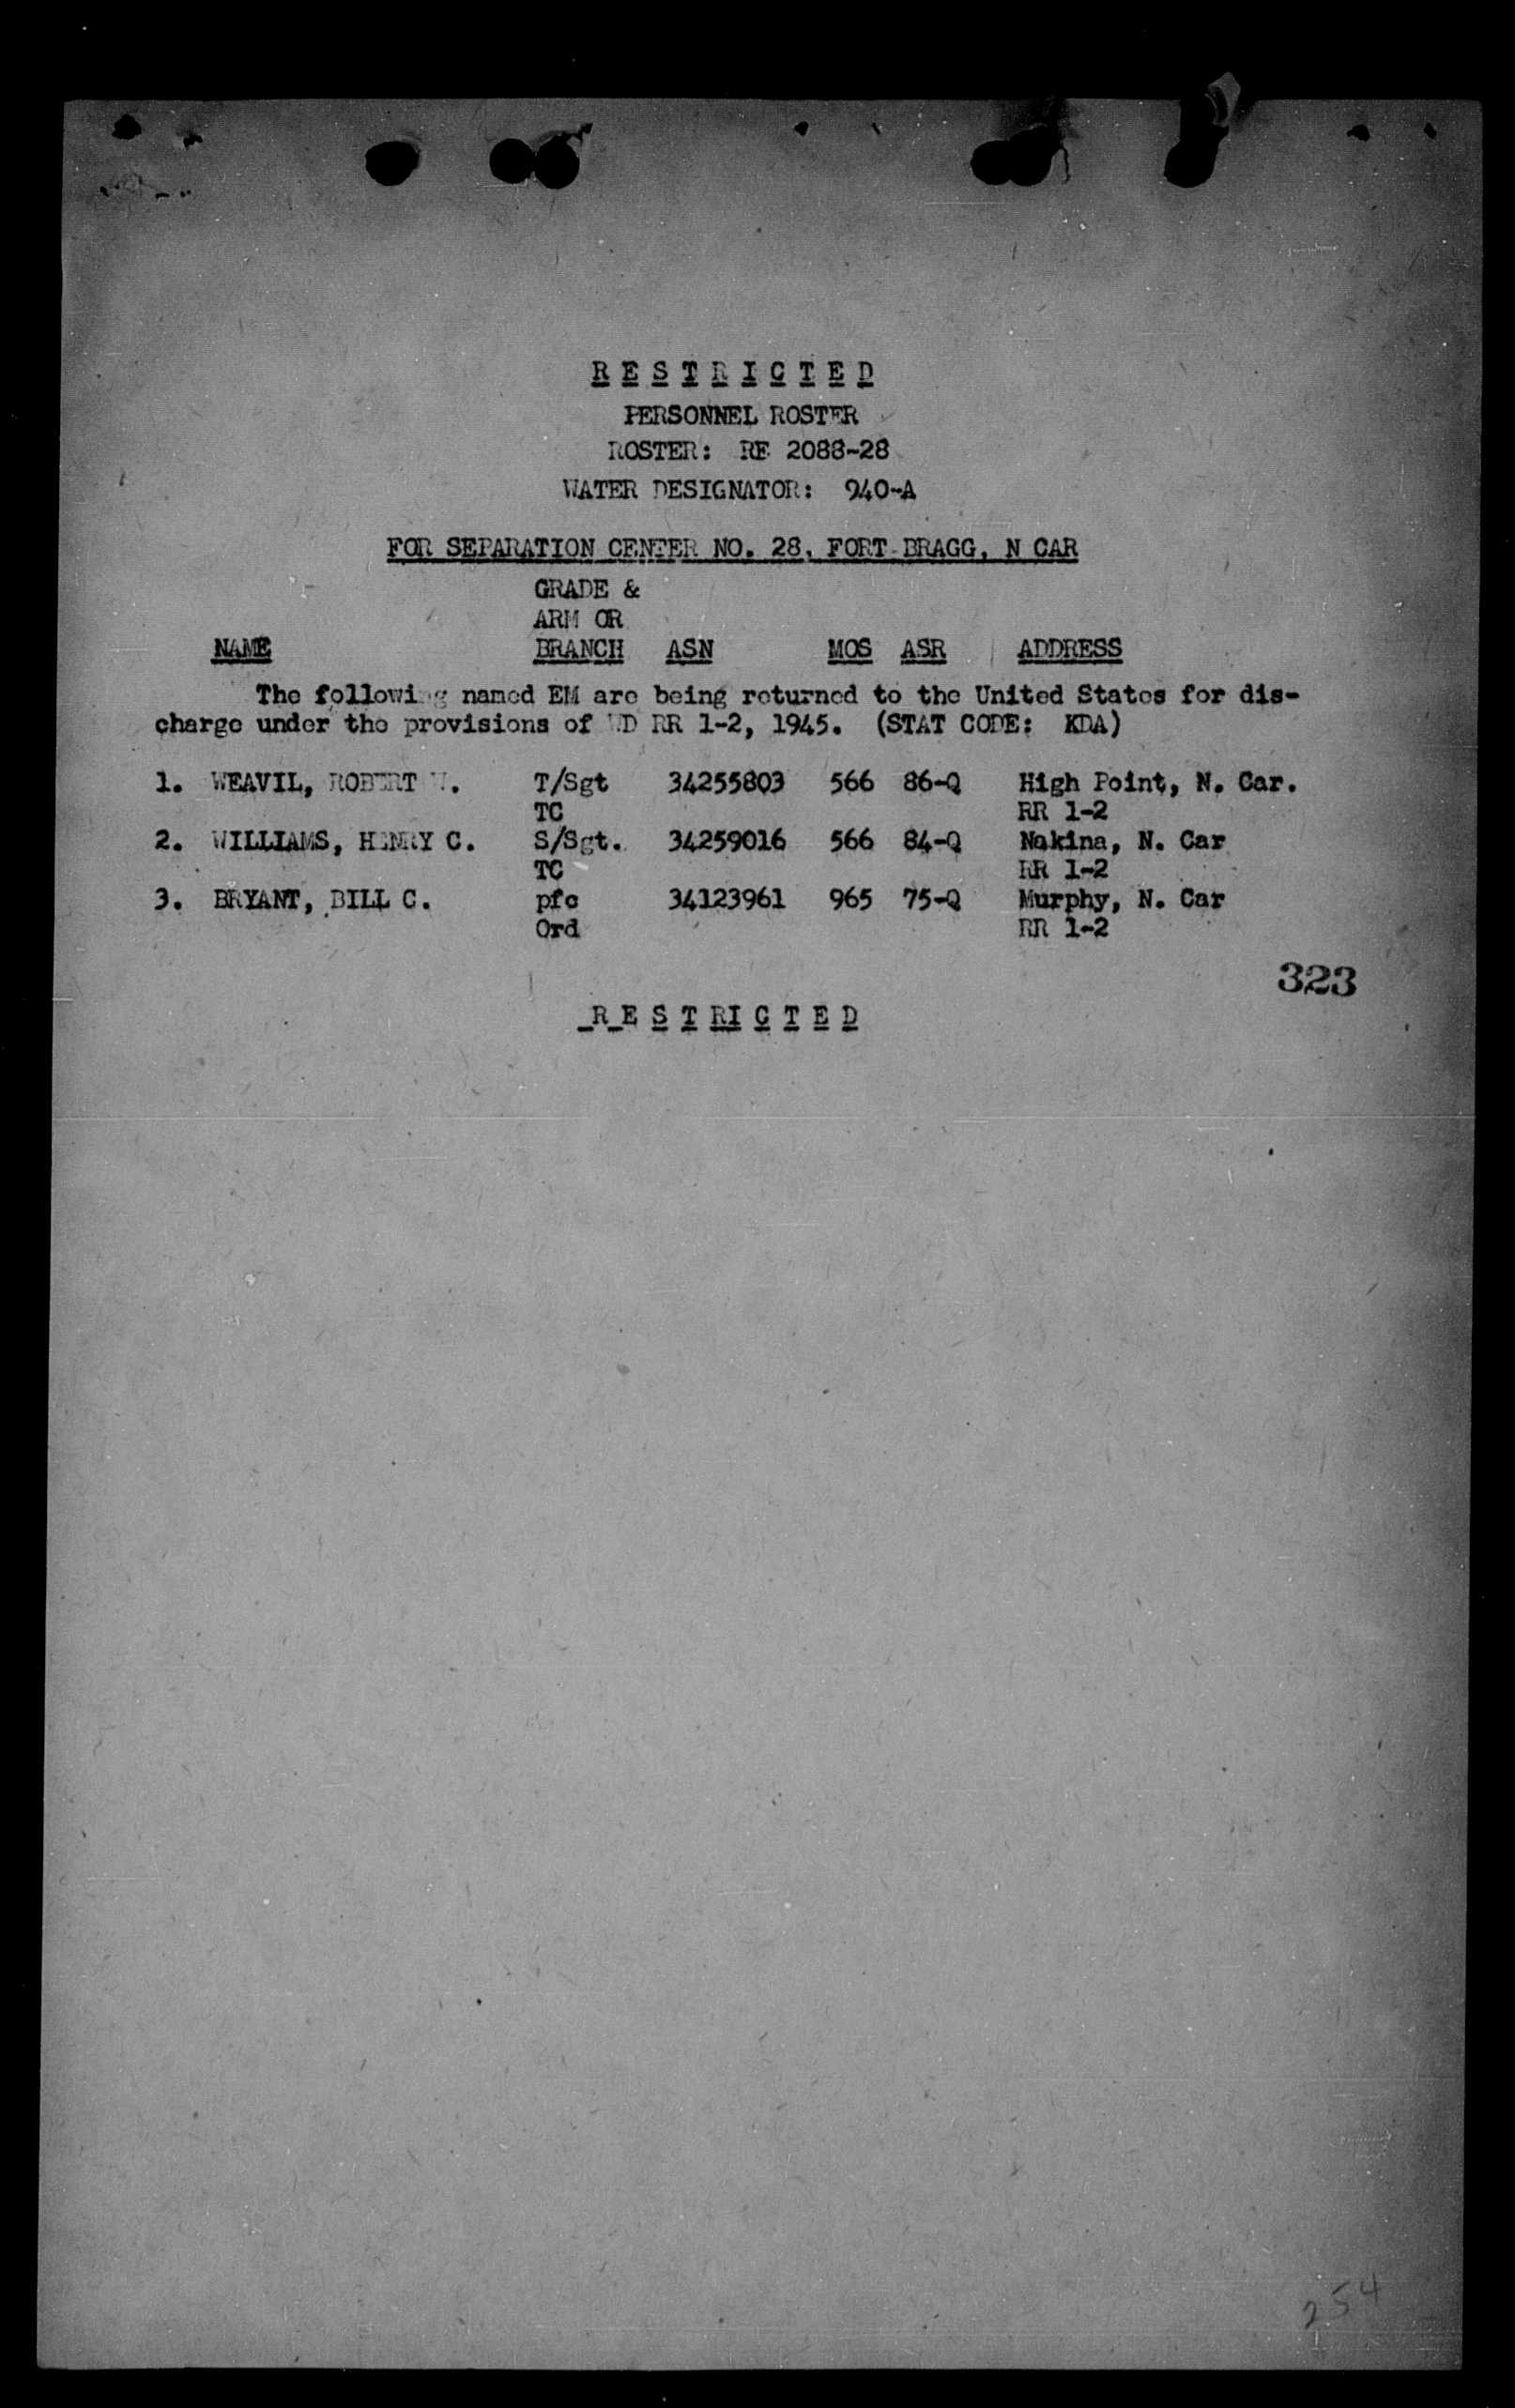 R E S T R I C T E D
PERSONNEL ROSTER
ROSTER: RE 2088-28
WATER DESIGNATOR: 940-A
FOR SEPARATION CENTER NO. 28, FORT BRAGG, N CAR
GRADE &
ARM OR
NAME BRANCH ASN MOS ASR ADDRESS
The following named EM are being returned to the United States for dis-
charge under the provisions of WD RR 1-2, 1945. (STAT CODE: KDA)
1. WEAVIL, ROBERT T/Sgt 34255803 566 86-Q High Point, N. Car.
TC RR 1-2
2. WILLIAMS, HENRY C. S/Sgt. 34259016 566 84-Q Nakina, N. Car
TC RR 1-2
3. BRYANT, BILL C. pfc 34123961 965 75-Q Murphy, N. Car
Ord RR 1-2
323
R E S T R I C T E D
254